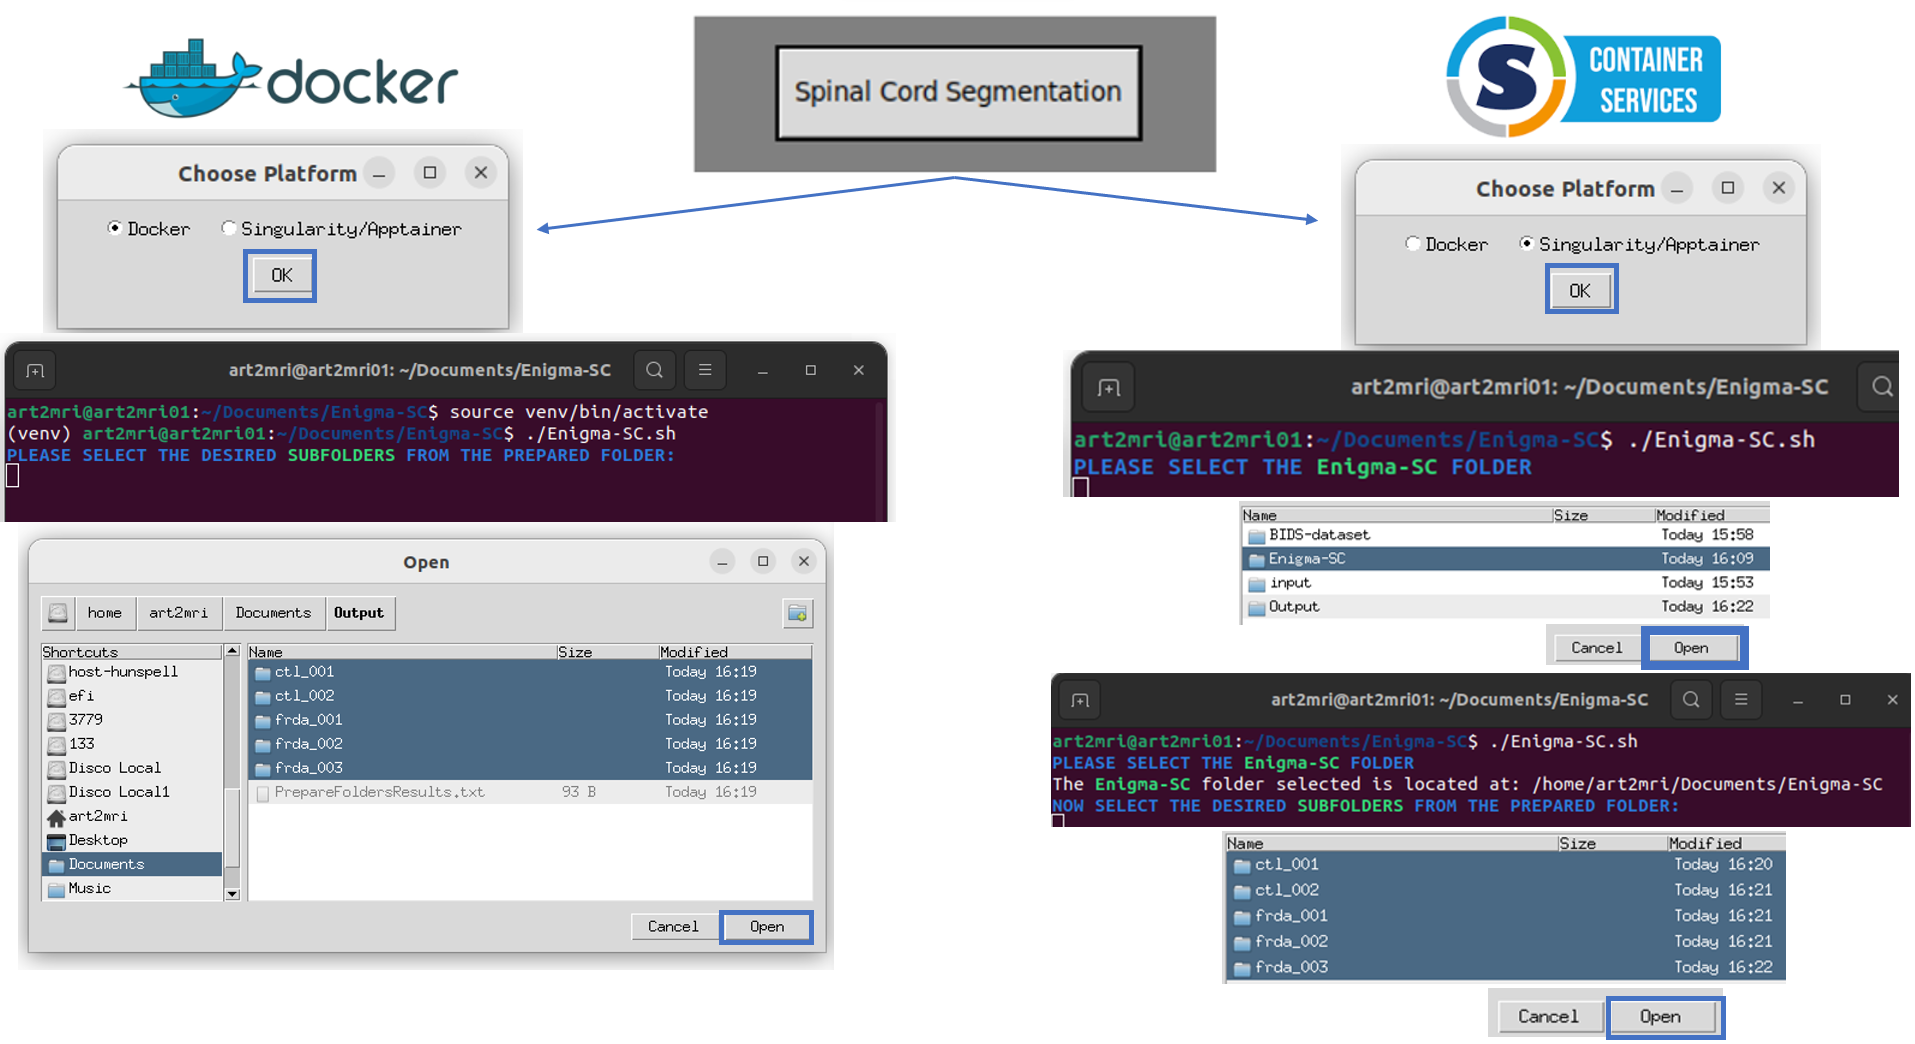 docker
Choose Platform
Docker Singularity/Apptainer
OK
art2mri@art2mri01: ~/Documents/Enigma-SC
art2mri@art2mri01:~/Documents/Enigma-SC$ source venv/bin/activate
(venv) art2mri@art2mri01:~/Documents/Enigma-SC$ ./Enigma-SC.sh
PLEASE SELECT THE DESIRED SUBFOLDERS FROM THE PREPARED FOLDER:
Open
home art2mri Documents Output
Shortcuts
host-hunspell
efi
3779
133
Disco Local
Disco Local1
art2mri
Desktop
Documents
Music
Name Size Modified
ctl_001 Today 16:19
ctl_002 Today 16:19
frda_001 Today 16:19
frda_002 Today 16:19
frda_003 Today 16:19
PrepareFoldersResults.txt 93 B Today 16:19
Cancel Open
Spinal Cord Segmentation
S CONTAINER
SERVICES
Choose Platform
Docker Singularity/Apptainer
OK
art2mri@art2mri01: ~/Documents/Enigma-SC
art2mri@art2mri01:~/Documents/Enigma-SC$ ./Enigma-SC.sh
PLEASE SELECT THE Enigma-SC FOLDER
Name Size Modified
BIDS-dataset Today 15:58
Enigma-SC Today 16:09
input Today 15:53
Output Today 16:22
Cancel Open
art2mri@art2mri01: ~/Documents/Enigma-SC
art2mri@art2mri01:~/Documents/Enigma-SC$ ./Enigma-SC.sh
PLEASE SELECT THE Enigma-SC FOLDER
The Enigma-SC folder selected is located at: /home/art2mri/Documents/Enigma-SC
NOW SELECT THE DESIRED SUBFOLDERS FROM THE PREPARED FOLDER:
Name Size Modified
ctl_001 Today 16:20
ctl_002 Today 16:21
frda_001 Today 16:21
frda_002 Today 16:21
frda_003 Today 16:22
Cancel Open